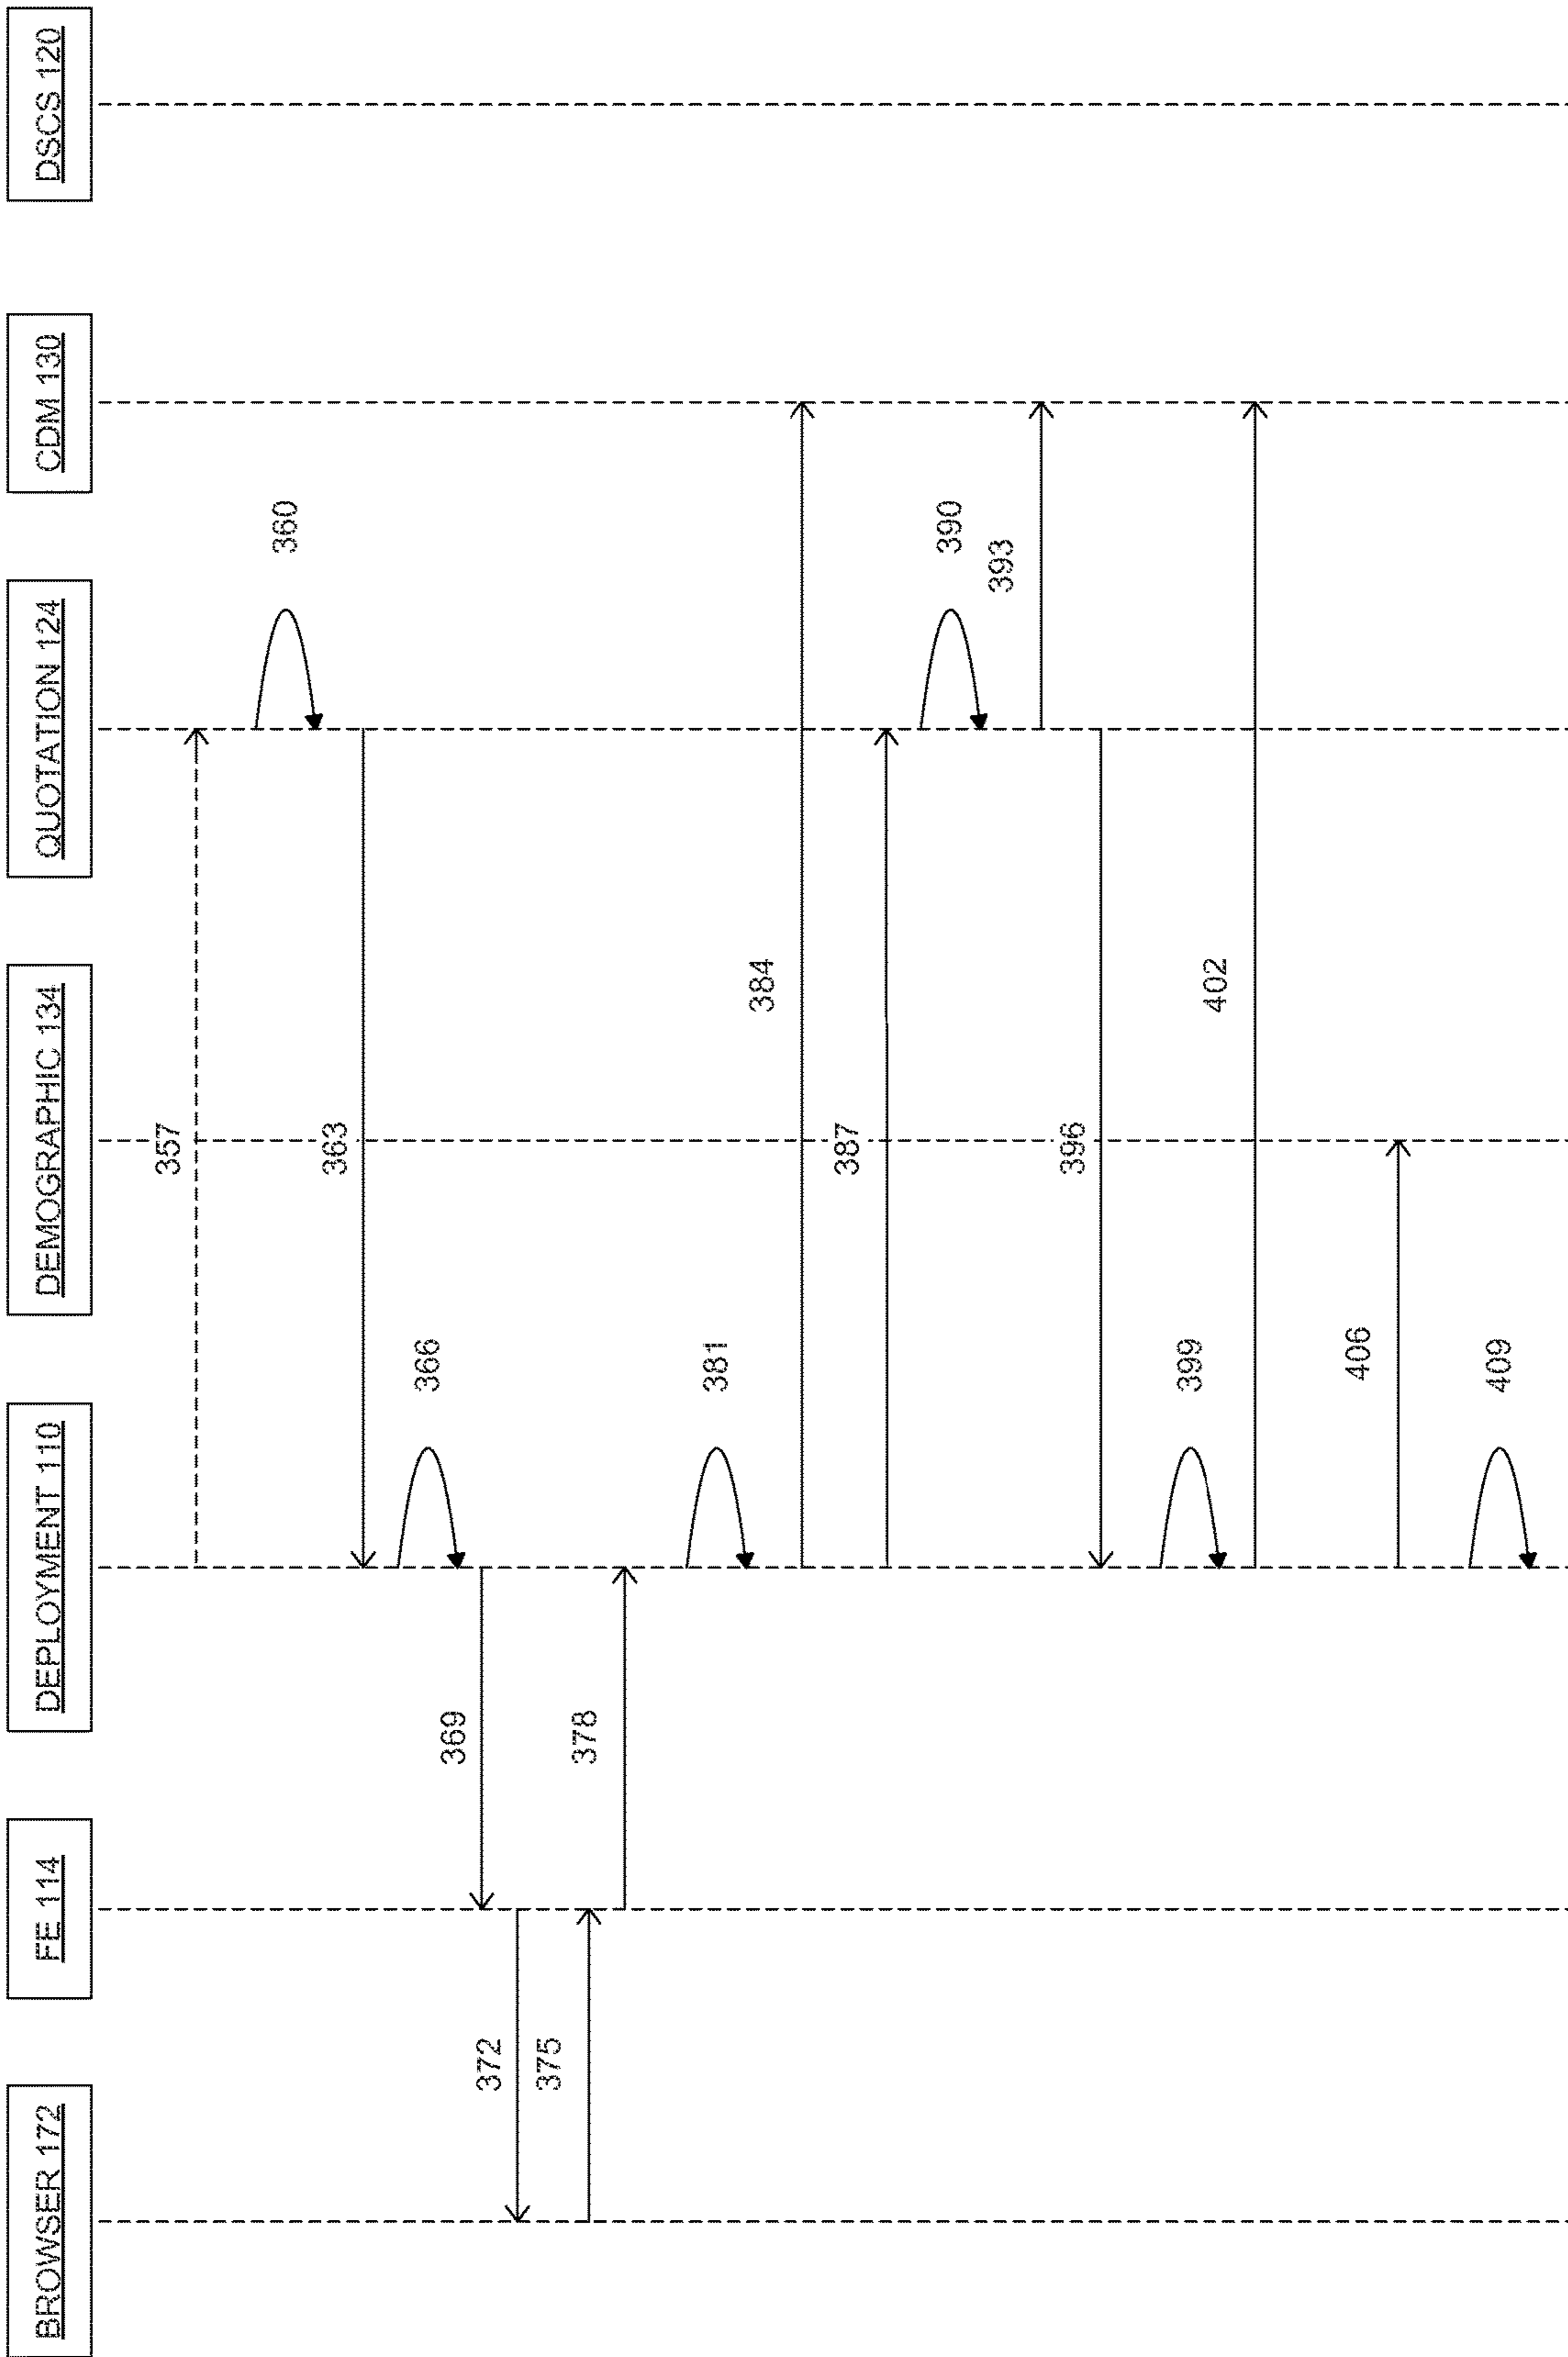 BROWSER 172
FE 114
DEPLOYMENT 110
DEMOGRAPHIC 134
QUOTATION 124
CDM 130
DSCS 120
357
360
363
366
369
372
375
378
381
384
387
390
393
396
399
402
406
409